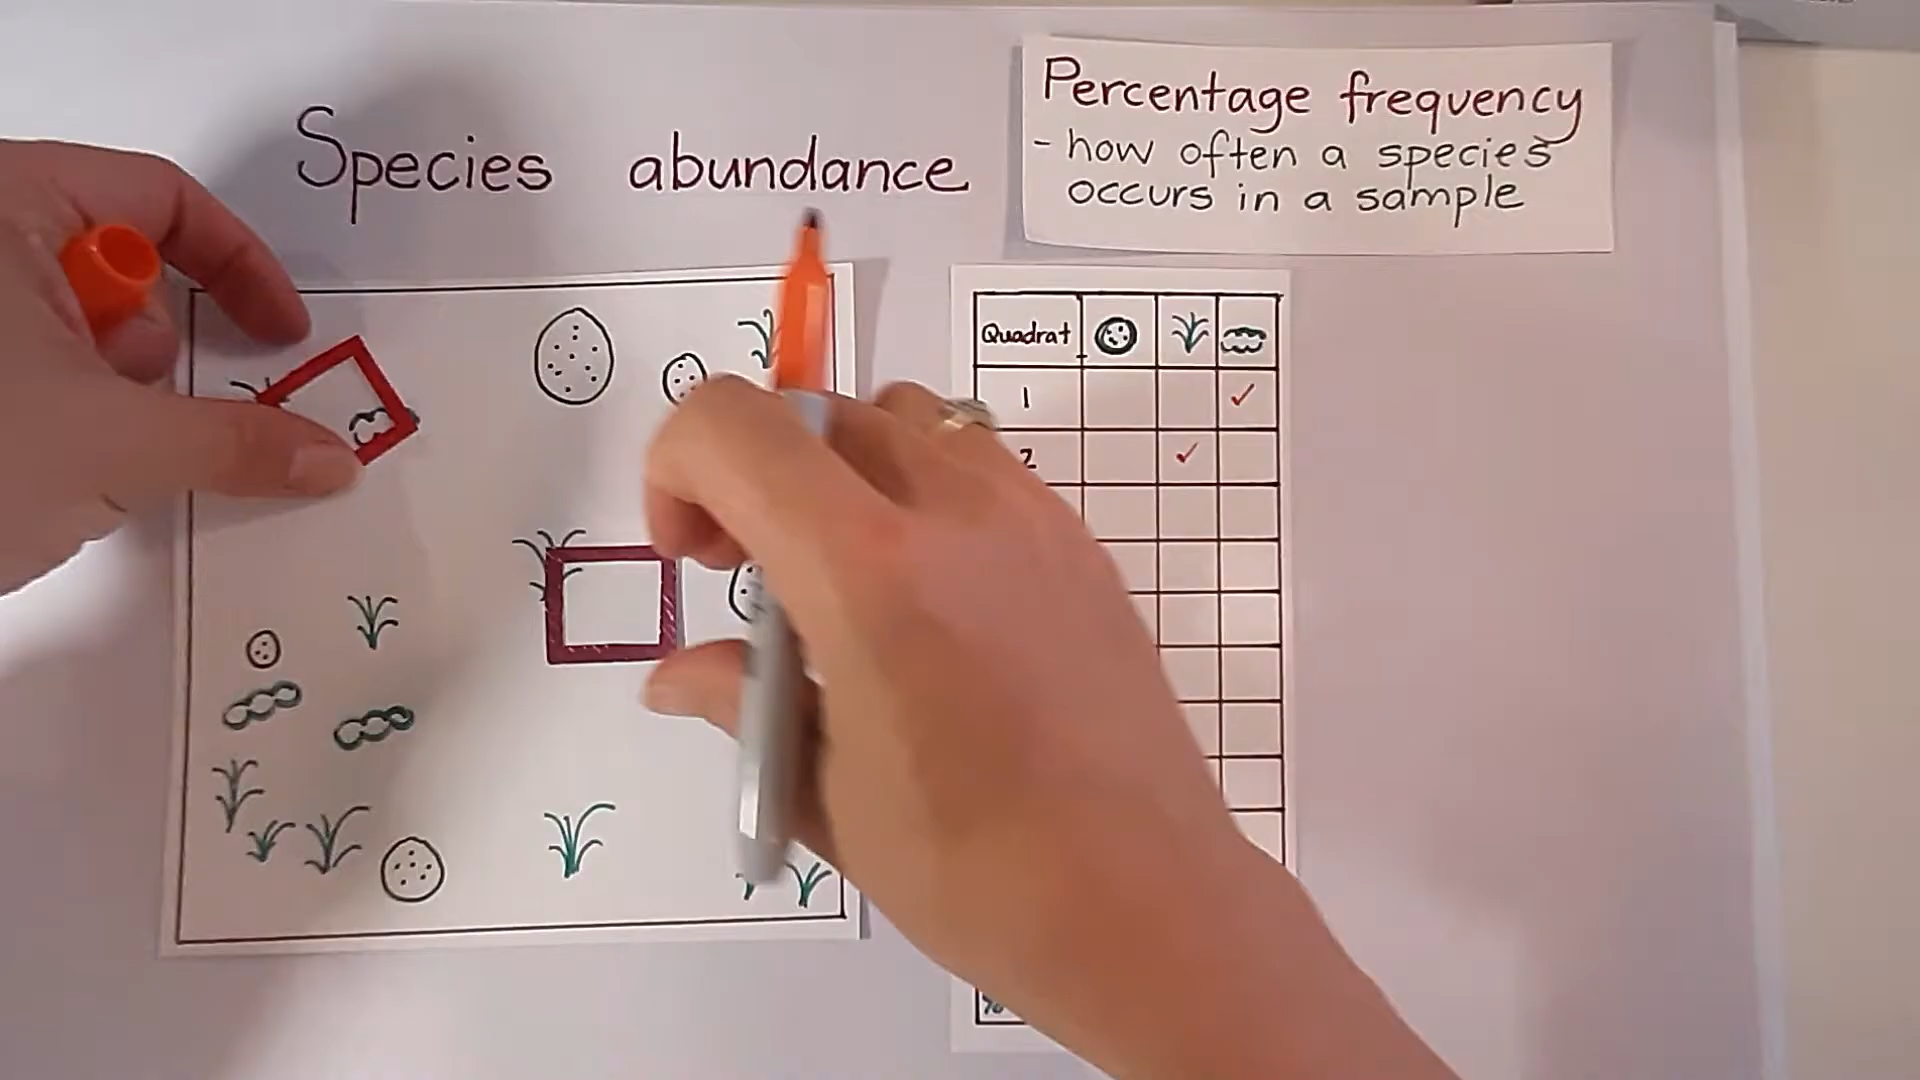 Species abundance
Percentage frequency
- how often a species
occurs in a sample
Quadrat
1 ✓
2 ✓
%